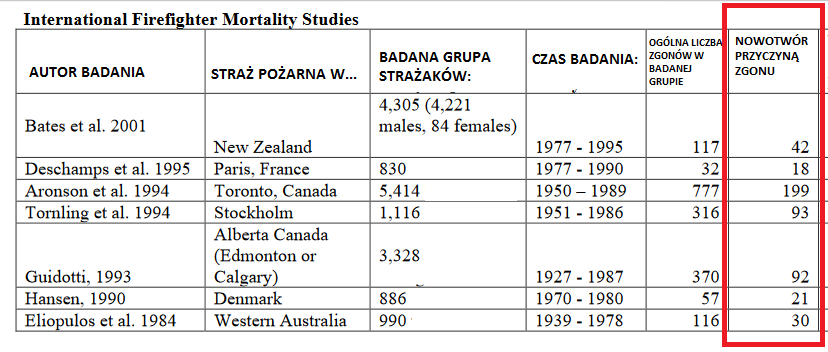 International Firefighter Mortality Studies
AUTOR BADANIA
STRAŻ POŻARNA W...
BADANA GRUPA
STRAŻAKÓW:
CZAS BADANIA:
OGÓLNA LICZBA
ZGONÓW W
BADANEJ
GRUPIE
NOWOTWÓR
PRZYCZYNĄ
ZGONU
Bates et al. 2001
New Zealand
4,305 (4,221
males, 84 females)
1977 - 1995
117
42
Deschamps et al. 1995
Paris, France
830
1977 - 1990
32
18
Aronson et al. 1994
Toronto, Canada
5,414
1950 – 1989
777
199
Tornling et al. 1994
Stockholm
1,116
1951 - 1986
316
93
Guidotti, 1993
Alberta Canada
(Edmonton or
Calgary)
3,328
1927 - 1987
370
92
Hansen, 1990
Denmark
886
1970 - 1980
57
21
Eliopulos et al. 1984
Western Australia
990
1939 - 1978
116
30